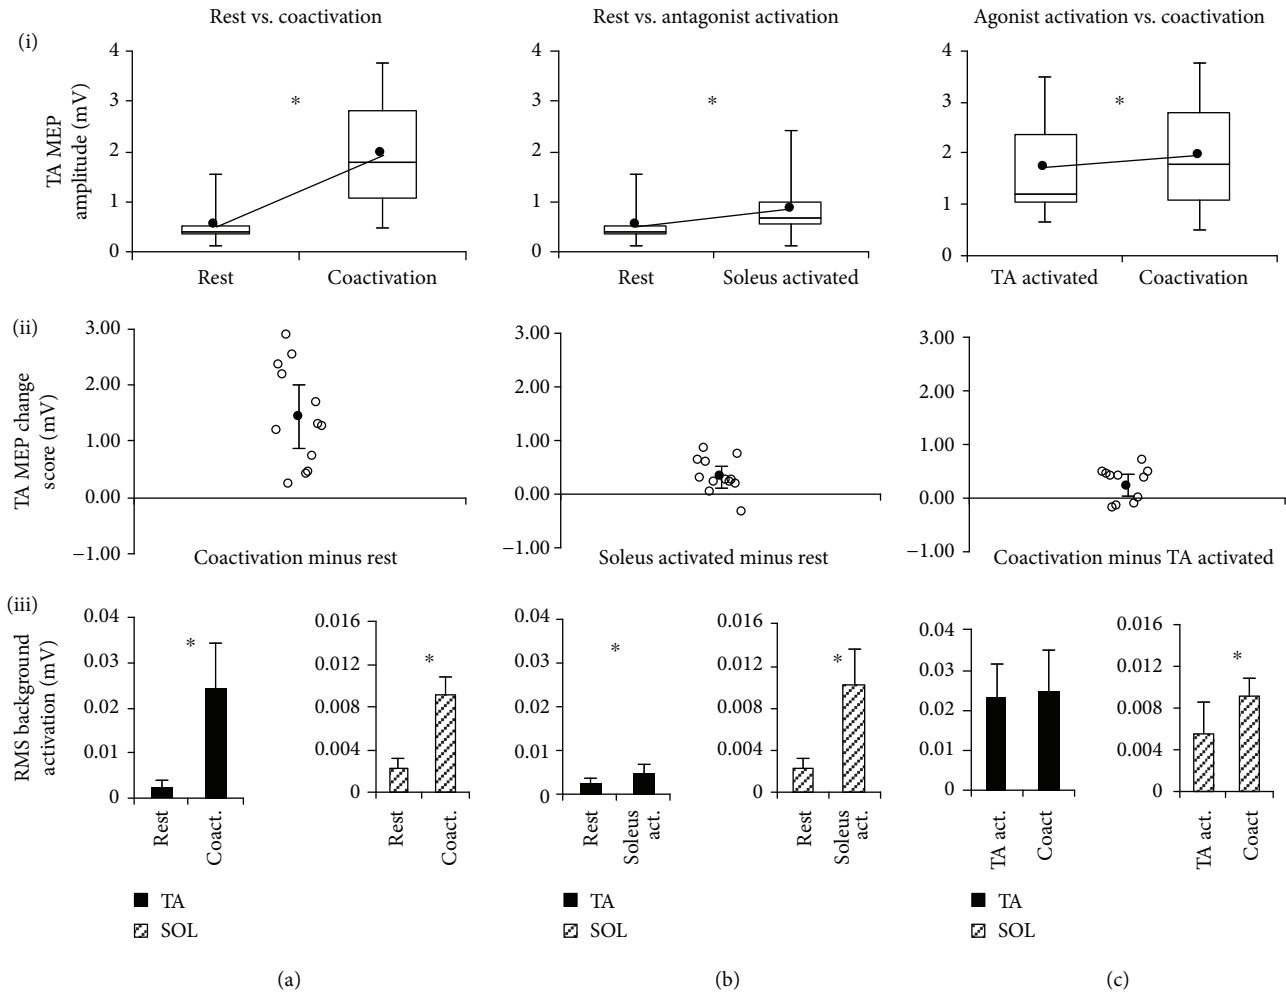 Rest vs. coactivation
Rest vs. antagonist activation
Agonist activation vs. coactivation
(i)
TA MEP
amplitude (mV)
4
3
2
1
0
*
Rest
Coactivation
4
3
2
1
0
*
Rest
Soleus activated
4
3
2
1
0
*
TA activated
Coactivation
(ii)
TA MEP change
score (mV)
3.00
2.00
1.00
0.00
−1.00
Coactivation minus rest
3.00
2.00
1.00
0.00
−1.00
Soleus activated minus rest
3.00
2.00
1.00
0.00
−1.00
Coactivation minus TA activated
(iii)
RMS background
activation (mV)
0.04
0.03
0.02
0.01
0
*
Rest
Coact.
0.016
0.012
0.008
0.004
0
*
Rest
Coact.
0.04
0.03
0.02
0.01
0
*
Rest
Soleus
act.
0.016
0.012
0.008
0.004
0
*
Rest
Soleus
act.
0.04
0.03
0.02
0.01
0
TA act.
Coact
0.016
0.012
0.008
0.004
0
*
TA act.
Coact
TA
SOL
TA
SOL
TA
SOL
(a)
(b)
(c)